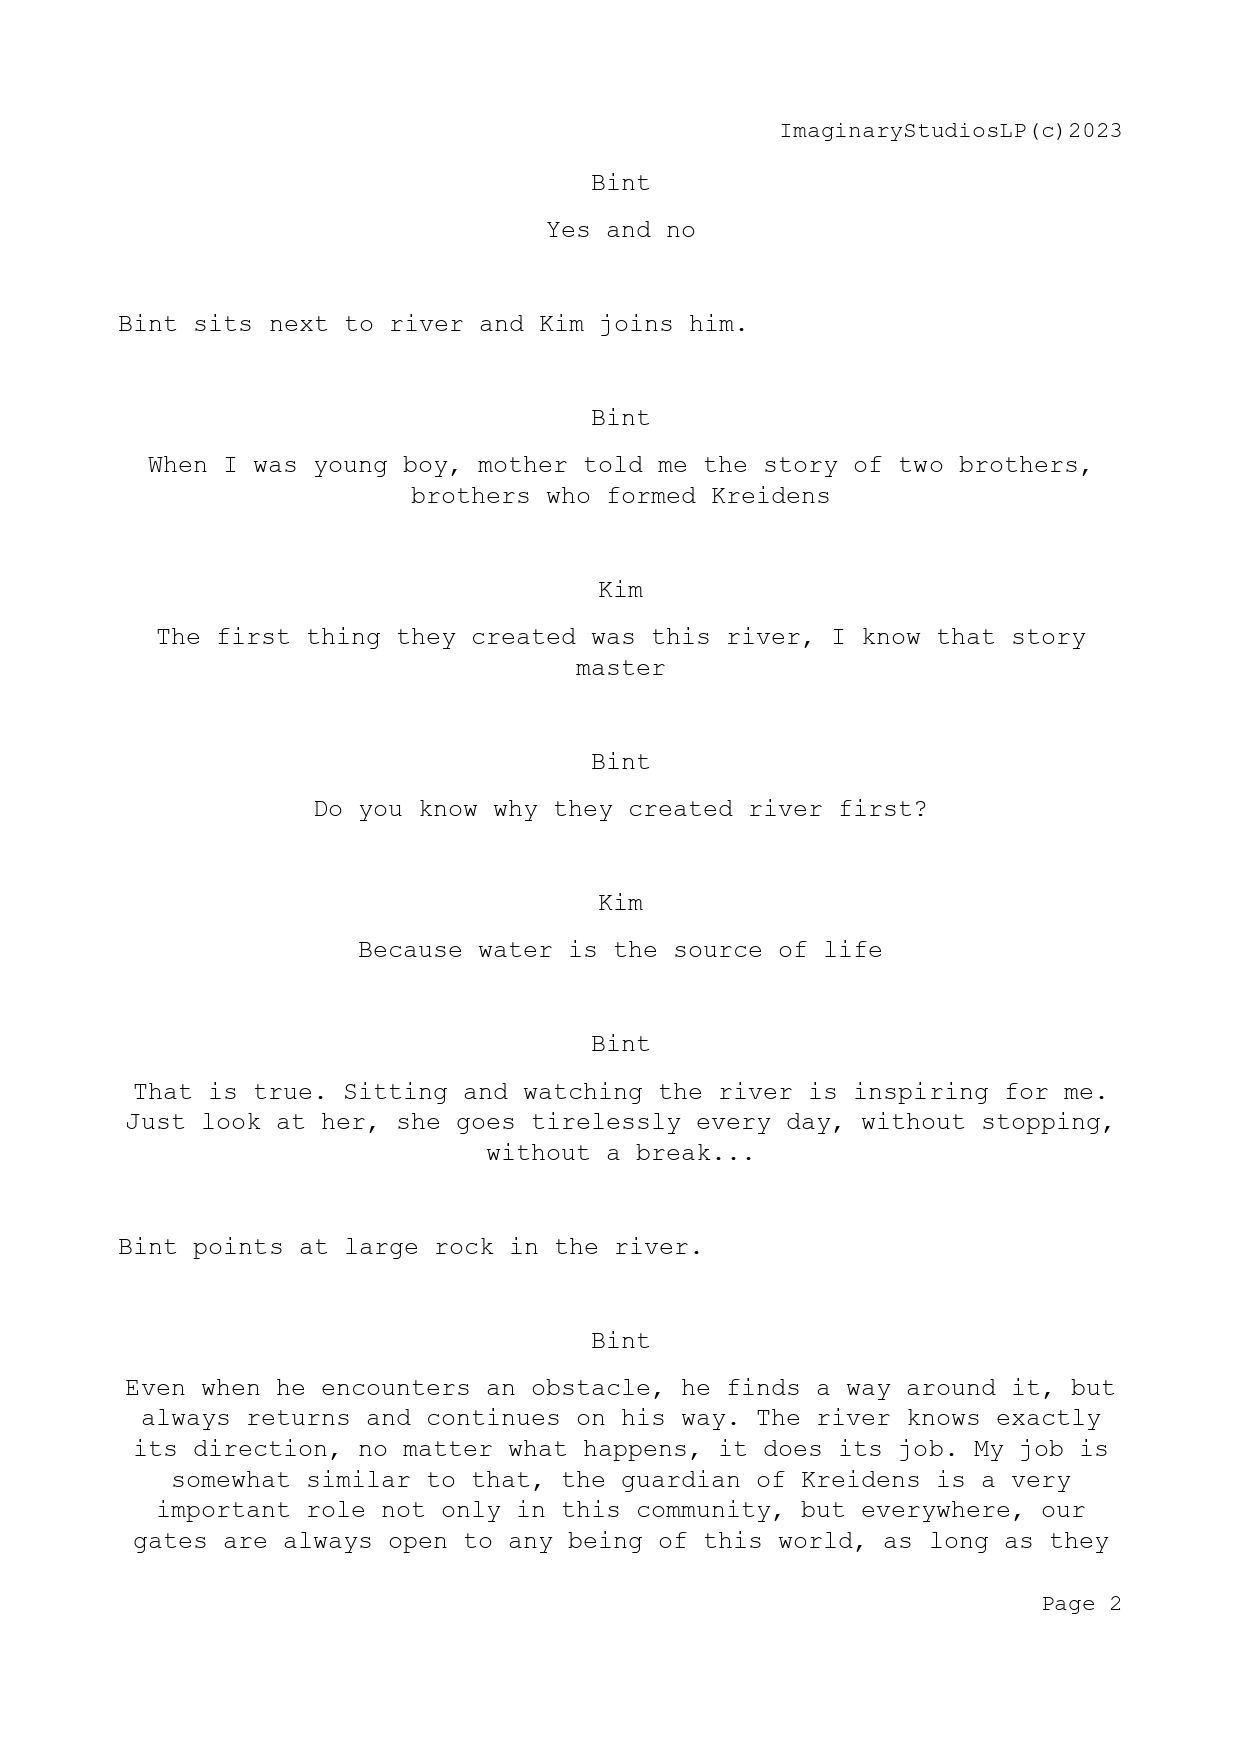 ImaginaryStudiosLP(c)2023
Bint
Yes and no
Bint sits next to river and Kim joins him.
Bint
When I was young boy, mother told me the story of two brothers,
brothers who formed Kreidens
Kim
The first thing they created was this river, I know that story
master
Bint
Do you know why they created river first?
Kim
Because water is the source of life
Bint
That is true. Sitting and watching the river is inspiring for me.
Just look at her, she goes tirelessly every day, without stopping,
without a break...
Bint points at large rock in the river.
Bint
Even when he encounters an obstacle, he finds a way around it, but
always returns and continues on his way. The river knows exactly
its direction, no matter what happens, it does its job. My job is
somewhat similar to that, the guardian of Kreidens is a very
important role not only in this community, but everywhere, our
gates are always open to any being of this world, as long as they
Page 2